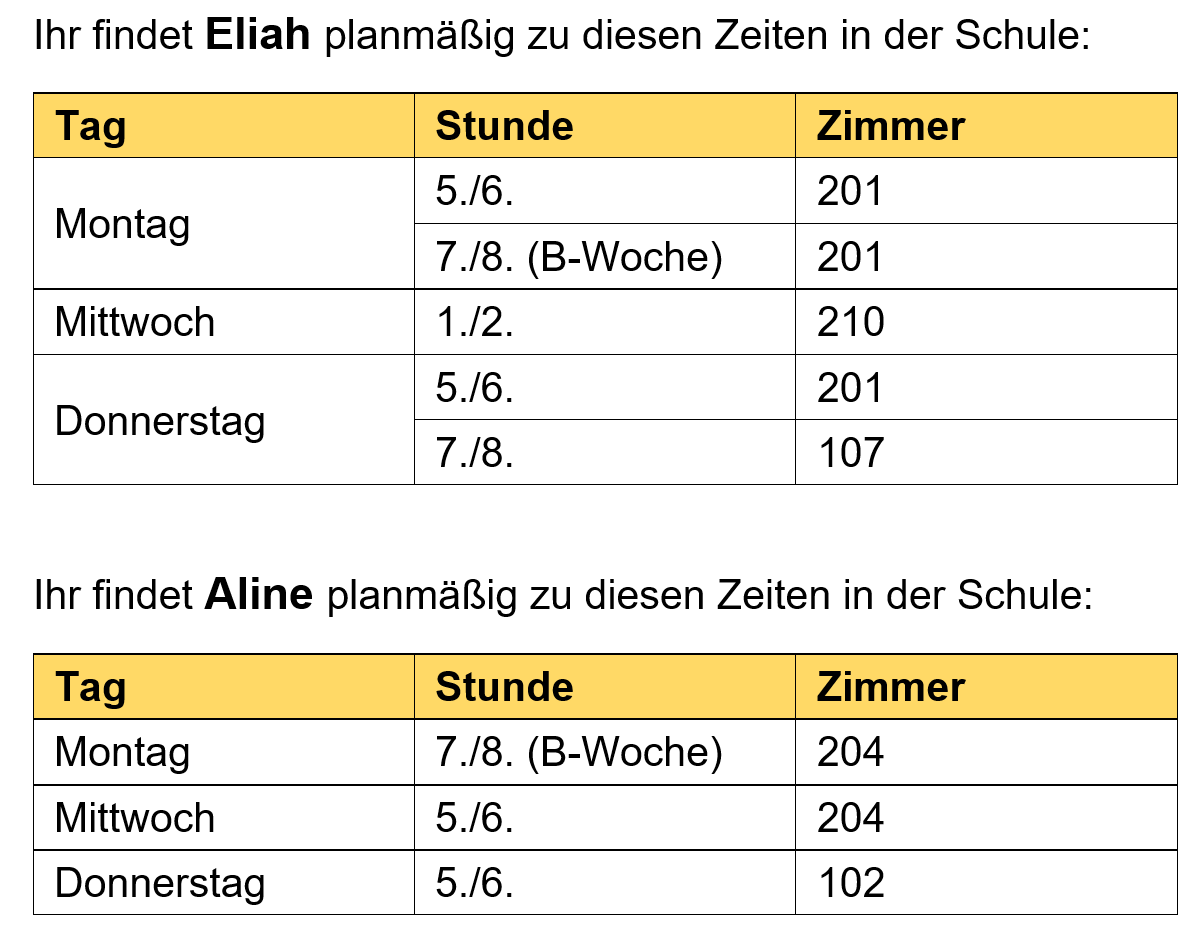 Ihr findet Eliah planmäßig zu diesen Zeiten in der Schule:
Tag Stunde Zimmer
Montag 5./6. 201
7./8. (B-Woche) 201
Mittwoch 1./2. 210
Donnerstag 5./6. 201
7./8. 107
Ihr findet Aline planmäßig zu diesen Zeiten in der Schule:
Tag Stunde Zimmer
Montag 7./8. (B-Woche) 204
Mittwoch 5./6. 204
Donnerstag 5./6. 102